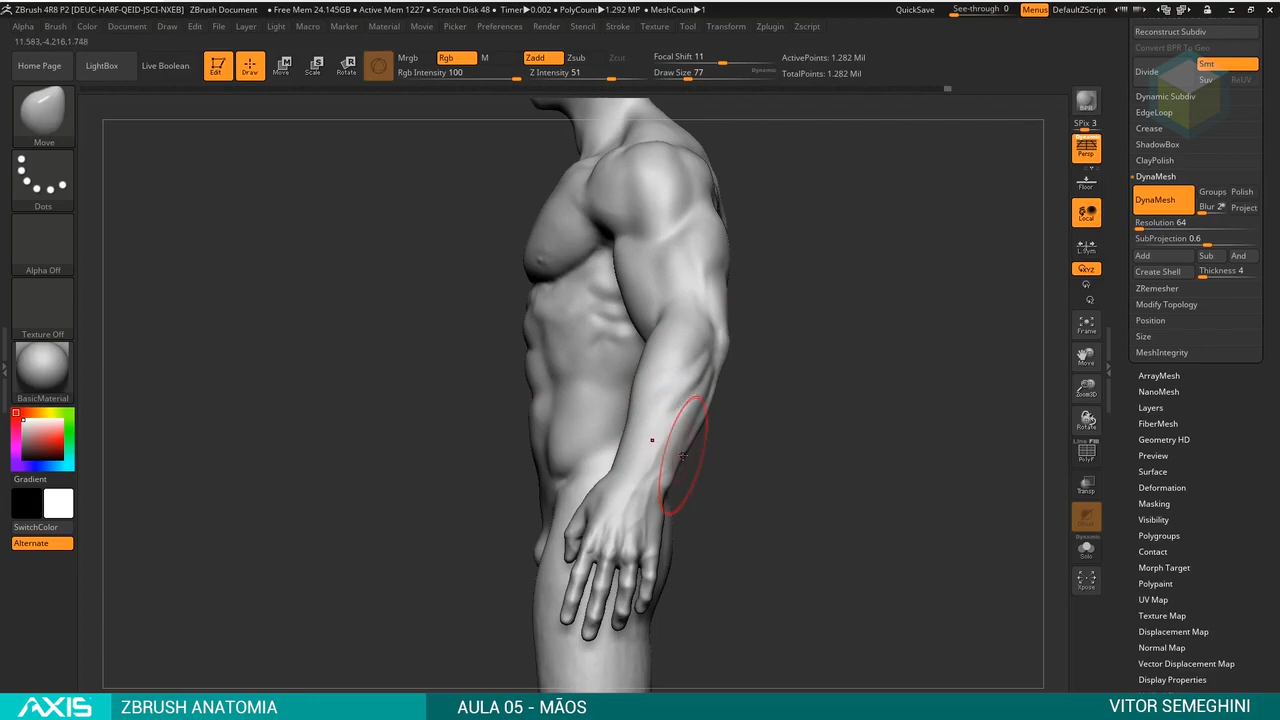 ZBrush 4R8 P2 [DEUC-HARF-QEID-JSCI-NXEB] ZBrush Document • Free Mem 24.145GB • Active Mem 1227 • Scratch Disk 48 • Timer▶0.002 • PolyCount▶1.292 MP • MeshCount▶1 QuickSave See-through 0 Menus DefaultZScript
Alpha Brush Color Document Draw Edit File Layer Light Macro Marker Material Movie Picker Preferences Render Stencil Stroke Texture Tool Transform Zplugin Zscript
11.583,-4.216,1.748
Home Page LightBox Live Boolean Edit Draw Move Scale Rotate
Mrgb Rgb M Zadd Zsub Zcut Focal Shift 11 ActivePoints: 1.282 Mil
Rgb Intensity 100 Z Intensity 51 Draw Size 77 Dynamic TotalPoints: 1.282 Mil
Move
Dots
Alpha Off
Texture Off
BasicMaterial
Gradient
SwitchColor
Alternate
BPR
SPix 3
Dynamic
Persp
Floor
Local
L.Sym
XYZ
Frame
Move
Zoom3D
Rotate
Line Fill
PolyF
Transp
Ghost
Dynamic
Solo
Xpose
Reconstruct Subdiv
Convert BPR To Geo
Divide Smt
Suv ReUV
Dynamic Subdiv
EdgeLoop
Crease
ShadowBox
ClayPolish
DynaMesh
DynaMesh Groups Polish
Blur 2 Project
Resolution 64
SubProjection 0.6
Add Sub And
Create Shell Thickness 4
ZRemesher
Modify Topology
Position
Size
MeshIntegrity
ArrayMesh
NanoMesh
Layers
FiberMesh
Geometry HD
Preview
Surface
Deformation
Masking
Visibility
Polygroups
Contact
Morph Target
Polypaint
UV Map
Texture Map
Displacement Map
Normal Map
Vector Displacement Map
Display Properties
AXIS ZBRUSH ANATOMIA AULA 05 - MÃOS VITOR SEMEGHINI